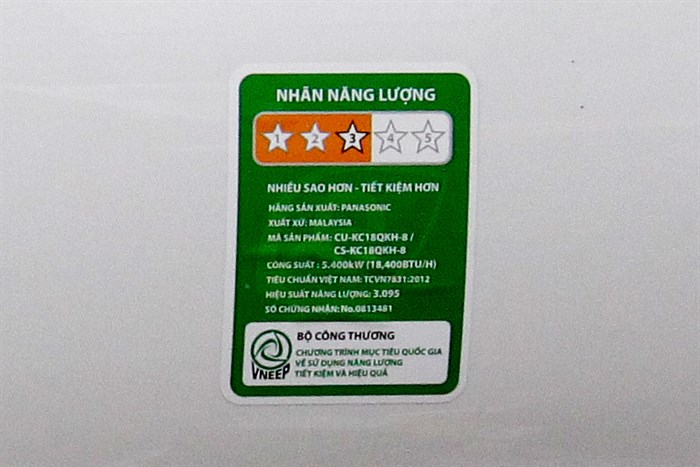 NHÃN NĂNG LƯỢNG
1 2 3 4 5
NHIỀU SAO HƠN - TIẾT KIỆM HƠN
HÃNG SẢN XUẤT: PANASONIC
XUẤT XỨ: MALAYSIA
MÃ SẢN PHẨM: CU-KC18QKH-8 /
CS-KC18QKH-8
CÔNG SUẤT : 5.400kW (18,400BTU/H)
TIÊU CHUẨN VIỆT NAM: TCVN7831:2012
HIỆU SUẤT NĂNG LƯỢNG: 3.095
SỐ CHỨNG NHẬN: No.0813481
BỘ CÔNG THƯƠNG
CHƯƠNG TRÌNH MỤC TIÊU QUỐC GIA
VỀ SỬ DỤNG NĂNG LƯỢNG
TIẾT KIỆM VÀ HIỆU QUẢ
VNEEP